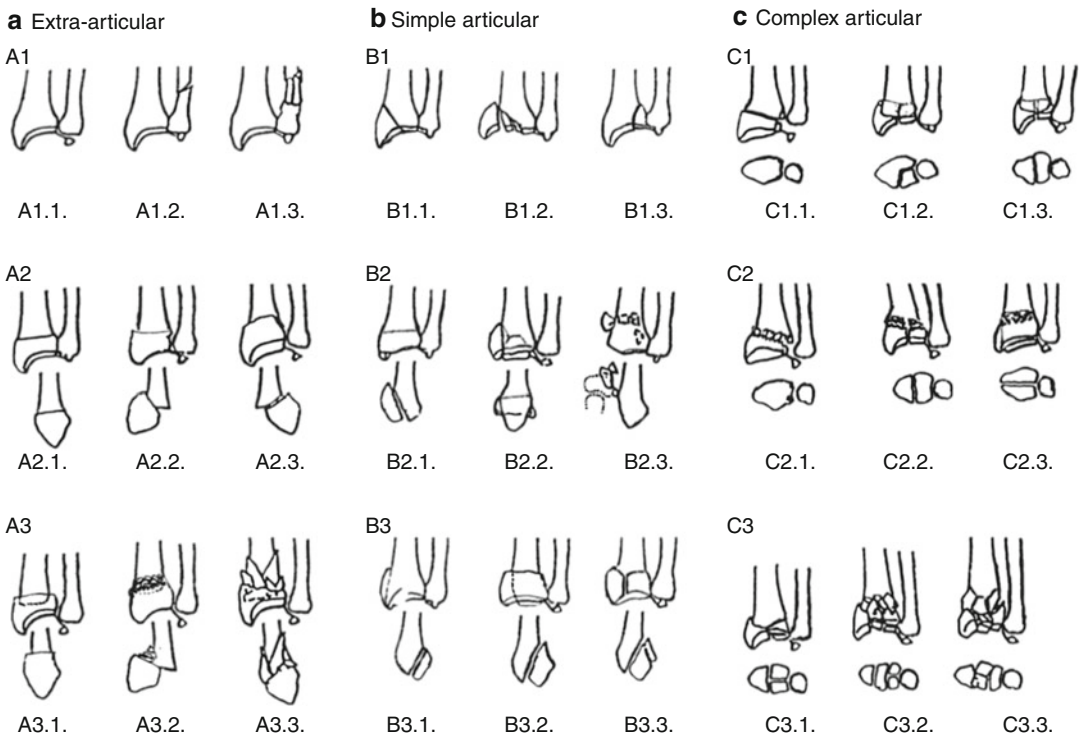 a Extra-articular
b Simple articular
c Complex articular
A1
B1
C1
A1.1. A1.2. A1.3.
B1.1. B1.2. B1.3.
C1.1. C1.2. C1.3.
A2
B2
C2
A2.1. A2.2. A2.3.
B2.1. B2.2. B2.3.
C2.1. C2.2. C2.3.
A3
B3
C3
A3.1. A3.2. A3.3.
B3.1. B3.2. B3.3.
C3.1. C3.2. C3.3.